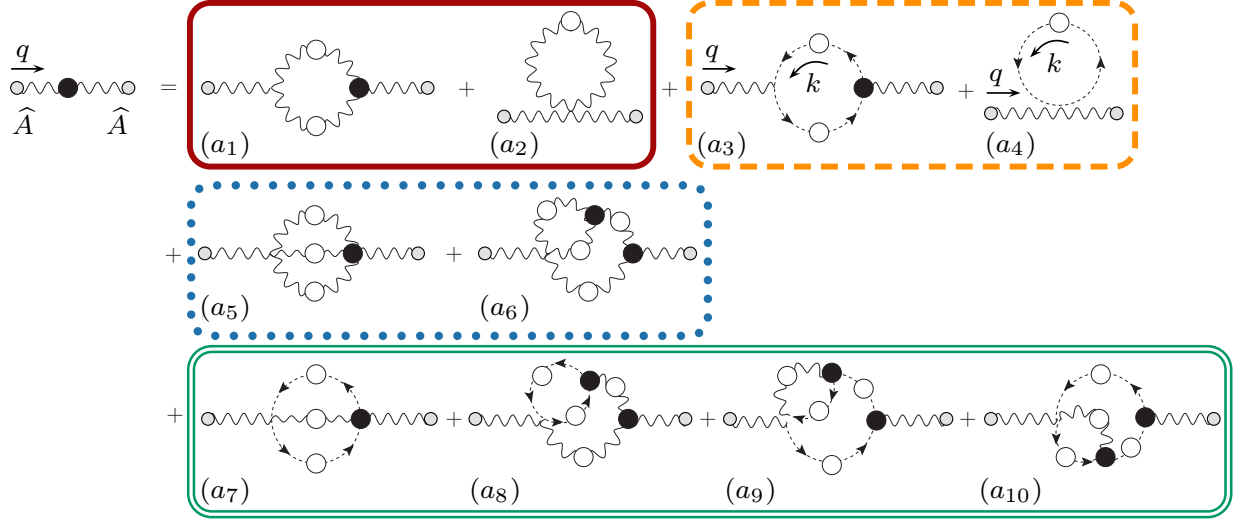 q = + + q k + q k
Â Â
(a₁) (a₂) (a₃) (a₄)
+ +
(a₅) (a₆)
+ + + +
(a₇) (a₈) (a₉) (a₁₀)